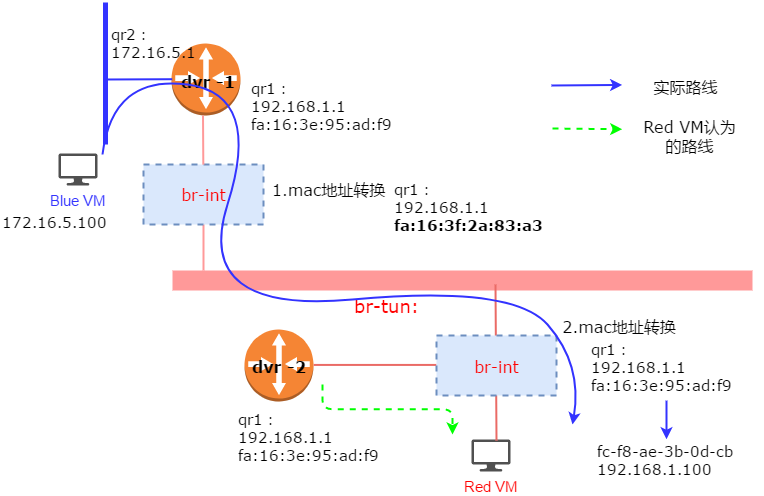 qr2：
172.16.5.1
dvr -1
qr1：
192.168.1.1
fa:16:3e:95:ad:f9
实际路线
Red VM认为
的路线
Blue VM
172.16.5.100
br-int
1.mac地址转换
qr1：
192.168.1.1
fa:16:3f:2a:83:a3
br-tun:
2.mac地址转换
qr1：
192.168.1.1
fa:16:3e:95:ad:f9
dvr -2
br-int
qr1：
192.168.1.1
fa:16:3e:95:ad:f9
fc-f8-ae-3b-0d-cb
192.168.1.100
Red VM